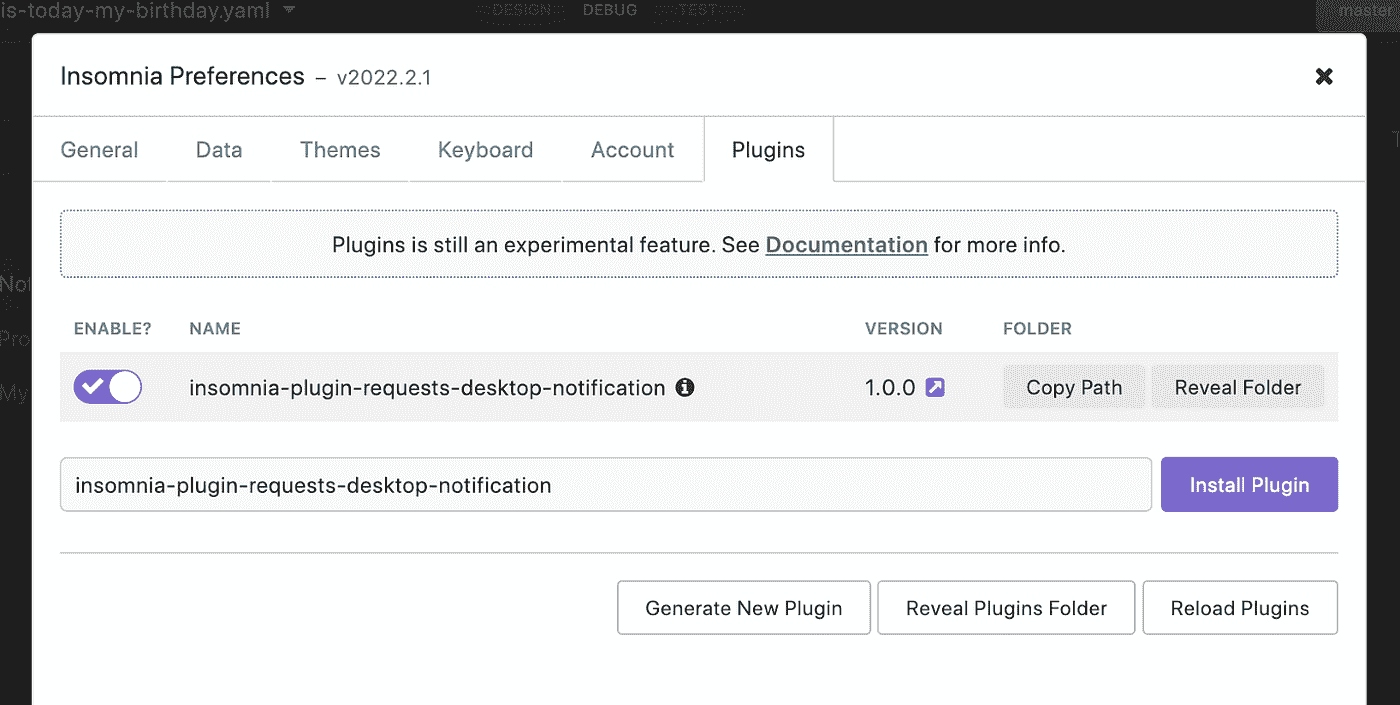 is-today-my-birthday.yaml DESIGN DEBUG TEST master
Insomnia Preferences – v2022.2.1
General Data Themes Keyboard Account Plugins
Plugins is still an experimental feature. See Documentation for more info.
ENABLE? NAME VERSION FOLDER
insomnia-plugin-requests-desktop-notification 1.0.0 Copy Path Reveal Folder
insomnia-plugin-requests-desktop-notification Install Plugin
Generate New Plugin Reveal Plugins Folder Reload Plugins
My